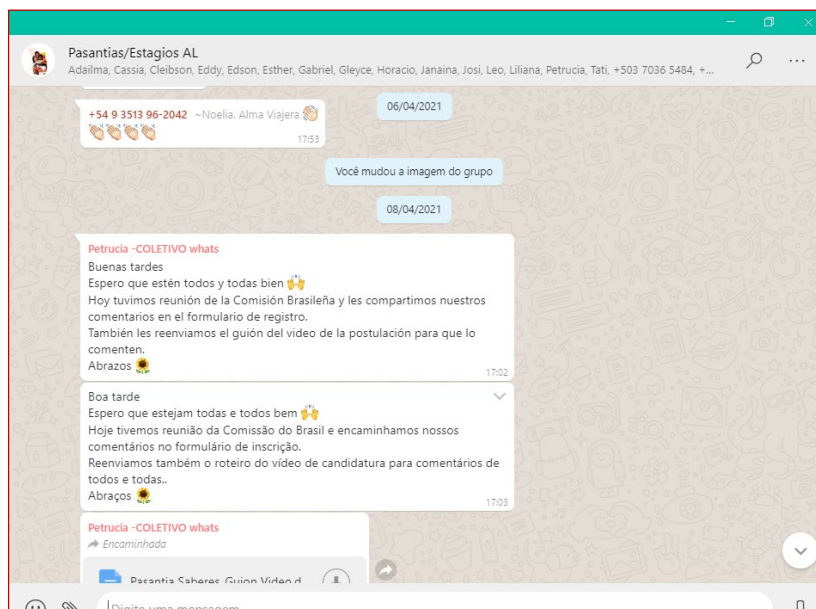 Pasantias/Estagios AL
Adailma, Cassia, Cleibson, Eddy, Edson, Esther, Gabriel, Gleyce, Horacio, Janaina, Josi, Leo, Liliana, Petrucia, Tati, +503 7036 5484, +...
06/04/2021
+54 9 3513 96-2042 ~Noelia. Alma Viajera 👏🏻
👏🏻👏🏻👏🏻👏🏻
17:53
Você mudou a imagem do grupo
08/04/2021
Petrucia -COLETIVO whats
Buenas tardes
Espero que estén todos y todas bien 🙌
Hoy tuvimos reunión de la Comisión Brasileña y les compartimos nuestros
comentarios en el formulario de registro.
También les reenviamos el guión del video de la postulación para que lo
comenten.
Abrazos 🌻
17:02
Boa tarde
Espero que estejam todas e todos bem 🙌
Hoje tivemos reunião da Comissão do Brasil e encaminhamos nossos
comentários no formulário de inscrição.
Reenviamos também o roteiro do vídeo de candidatura para comentários de
todos e todas..
Abraços 🌻
17:03
Petrucia -COLETIVO whats
Encaminhada
Pasantia Saberes Guion Video d
Digite uma mensagem